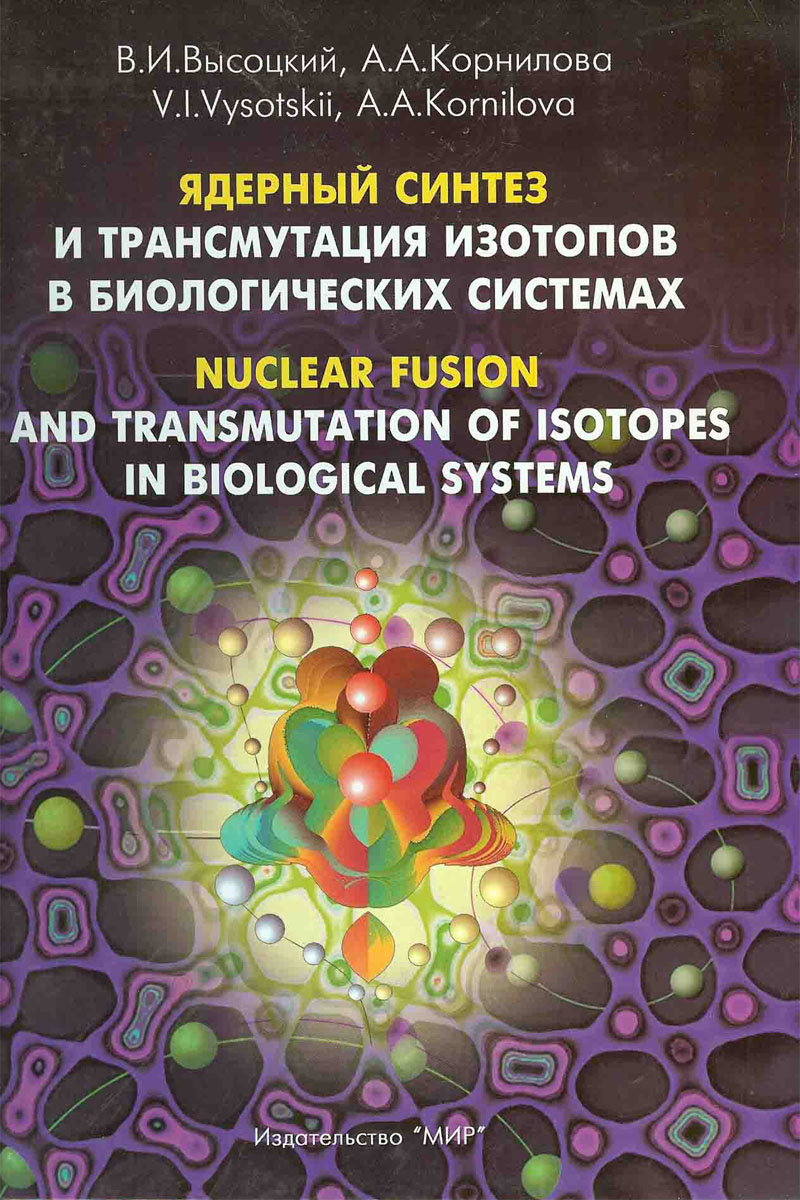 В.И.Высоцкий, А.А.Корнилова
V.I.Vysotskii, A.A.Kornilova
ЯДЕРНЫЙ СИНТЕЗ
И ТРАНСМУТАЦИЯ ИЗОТОПОВ
В БИОЛОГИЧЕСКИХ СИСТЕМАХ
NUCLEAR FUSION
AND TRANSMUTATION OF ISOTOPES
IN BIOLOGICAL SYSTEMS
Издательство "МИР"